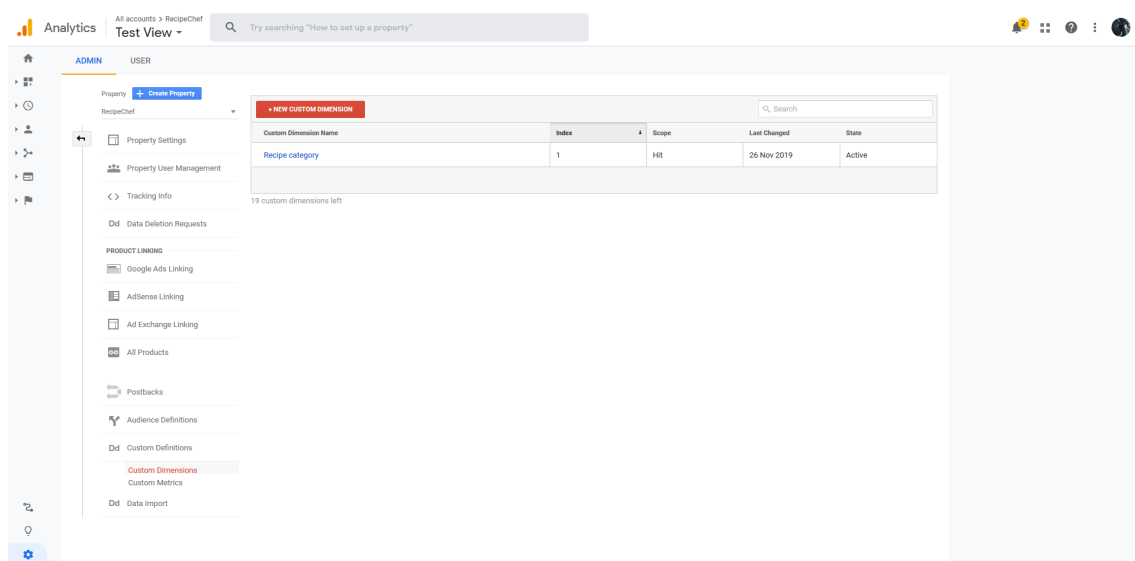 All accounts > RecipeChef
Analytics
Test View
Try searching "How to set up a property"
2
ADMIN USER
Property + Create Property
RecipeChef
Property Settings
Property User Management
<> Tracking Info
Dd Data Deletion Requests
PRODUCT LINKING
Google Ads Linking
AdSense Linking
Ad Exchange Linking
All Products
Postbacks
Audience Definitions
Dd Custom Definitions
Custom Dimensions
Custom Metrics
Dd Data Import
+ NEW CUSTOM DIMENSION Search
Custom Dimension Name Index Scope Last Changed State
Recipe category 1 Hit 26 Nov 2019 Active
19 custom dimensions left